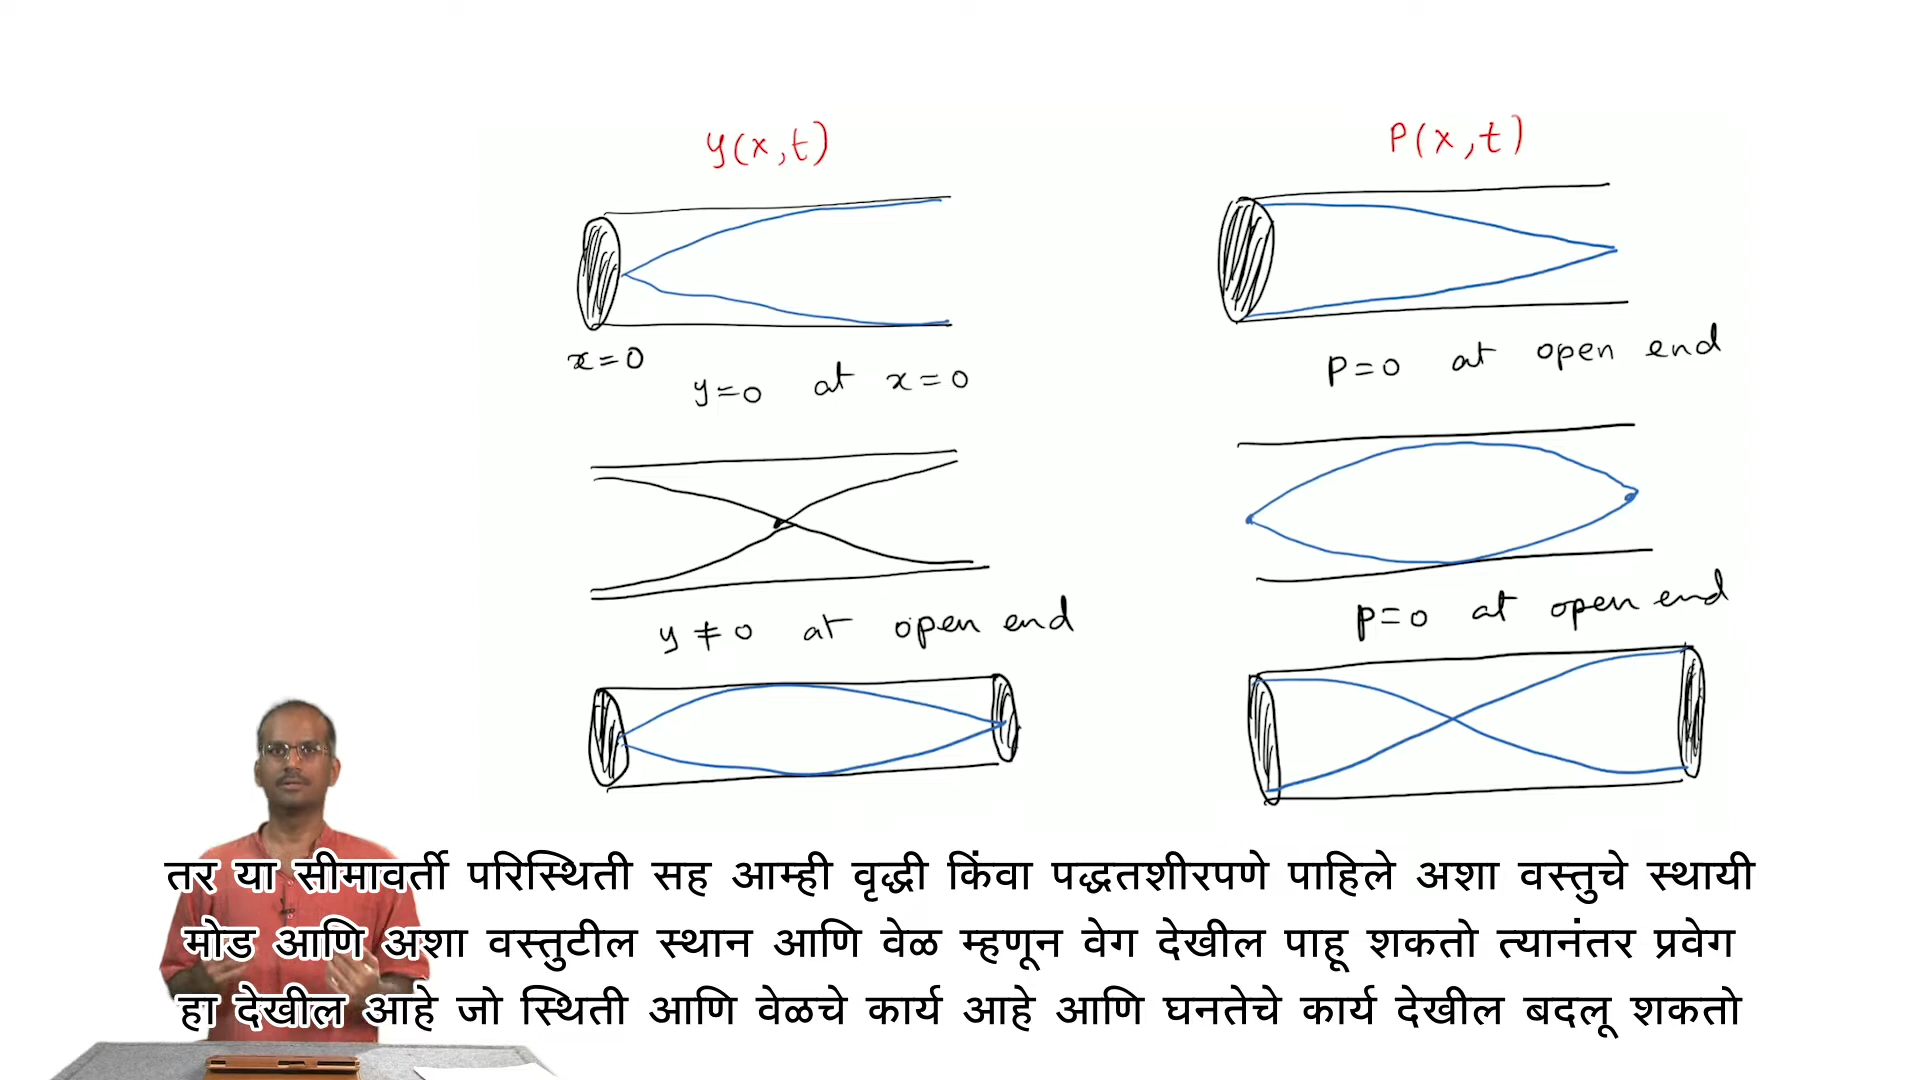 y(x,t)
P(x,t)
x=0
y=0 at x=0
P=0 at open end
y≠0 at open end
P=0 at open end
तर या सीमावर्ती परिस्थिती सह आम्ही वृद्धी किंवा पद्धतशीरपणे पाहिले अशा वस्तुचे स्थायी
मोड आणि अशा वस्तुटील स्थान आणि वेळ म्हणून वेग देखील पाहू शकतो त्यानंतर प्रवेग
हा देखील आहे जो स्थिती आणि वेळचे कार्य आहे आणि घनतेचे कार्य देखील बदलू शकतो